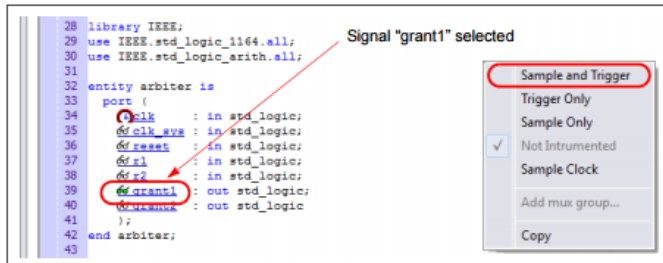 28 library IEEE;
29 use IEEE.std_logic_1164.all;
30 use IEEE.std_logic_arith.all;
31
32 entity arbiter is
33 port (
34 clk : in std_logic;
35 clk_sys : in std_logic;
36 reset : in std_logic;
37 r1 : in std_logic;
38 r2 : in std_logic;
39 grant1 : out std_logic;
40 grant2 : out std_logic
41 );
42 end arbiter;
43
Signal “grant1” selected
Sample and Trigger
Trigger Only
Sample Only
Not Intrumented
Sample Clock
Add mux group...
Copy